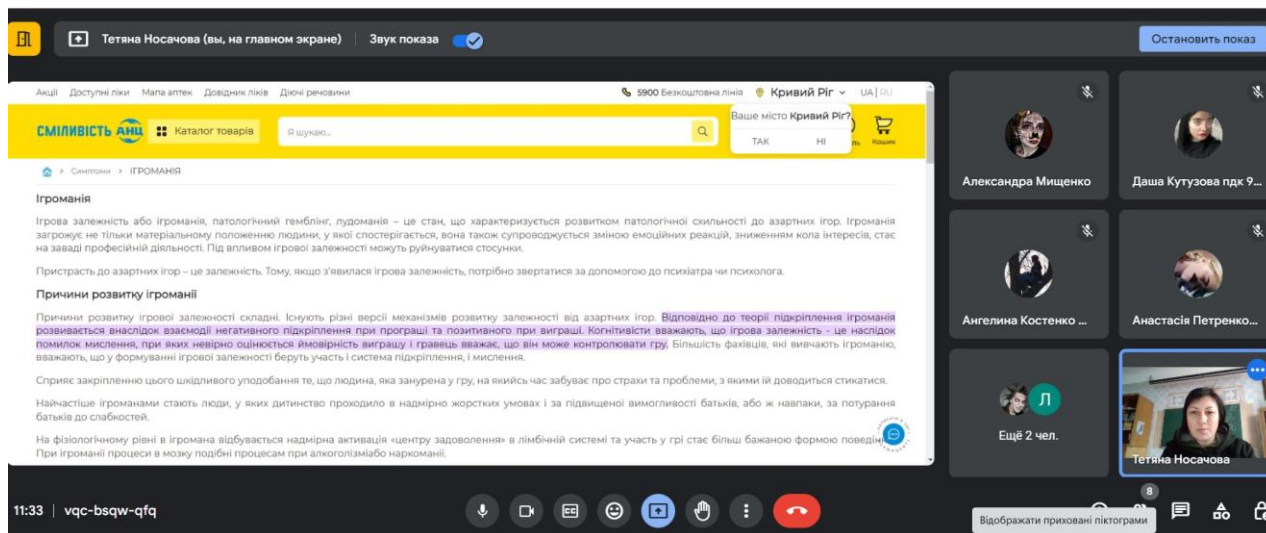 Тетяна Носачова (вы, на главном экране) Звук показа
Остановить показ
Акції Доступні ліки Мапа аптек Довідник ліків Діючі речовини 5900 Безкоштовна лінія Кривий Ріг UA | RU
СМІЛИВІСТЬ АНЦ Каталог товарів Я шукаю...
Ваше місто Кривий Ріг?
ТАК НІ
Кошик
> Симптоми > ІГРОМАНІЯ
Ігроманія
Ігрова залежність або ігроманія, патологічний гемблінг, лудоманія – це стан, що характеризується розвитком патологічної схильності до азартних ігор. Ігроманія
загрожує не тільки матеріальному положенню людини, у якої спостерігається, вона також супроводжується зміною емоційних реакцій, зниженням кола інтересів, стає
на заваді професійній діяльності. Під впливом ігрової залежності можуть руйнуватися стосунки.
Пристрасть до азартних ігор – це залежність. Тому, якщо з'явилася ігрова залежність, потрібно звертатися за допомогою до психіатра чи психолога.
Причини розвитку ігроманії
Причини розвитку ігрової залежності складні. Існують різні версії механізмів розвитку залежності від азартних ігор. Відповідно до теорії підкріплення ігроманія
розвивається внаслідок взаємодії негативного підкріплення при програші та позитивного при виграші. Когнітивісти вважають, що ігрова залежність - це наслідок
помилок мислення, при яких невірно оцінюється ймовірність виграшу і гравець вважає, що він може контролювати гру. Більшість фахівців, які вивчають ігроманію,
вважають, що у формуванні ігрової залежності беруть участь і система підкріплення, і мислення.
Сприяє закріпленню цього шкідливого уподобання те, що людина, яка занурена у гру, на якийсь час забуває про страхи та проблеми, з якими їй доводиться стикатися.
Найчастіше ігроманами стають люди, у яких дитинство проходило в надмірно жорстких умовах і за підвищеної вимогливості батьків, або ж навпаки, за потурання
батьків до слабкостей.
На фізіологічному рівні в ігромана відбувається надмірна активація «центру задоволення» в лімбічній системі та участь у грі стає більш бажаною формою
При ігроманії процеси в мозку подібні процесам при алкоголізміабо наркоманії.
Александра Мищенко
Даша Кутузова пдк 9...
Ангелина Костенко ...
Анастасія Петренко...
Л
Ещё 2 чел.
Тетяна Носачова
11:33 | vqc-bsqw-qfq
8
Відображати приховані піктограми